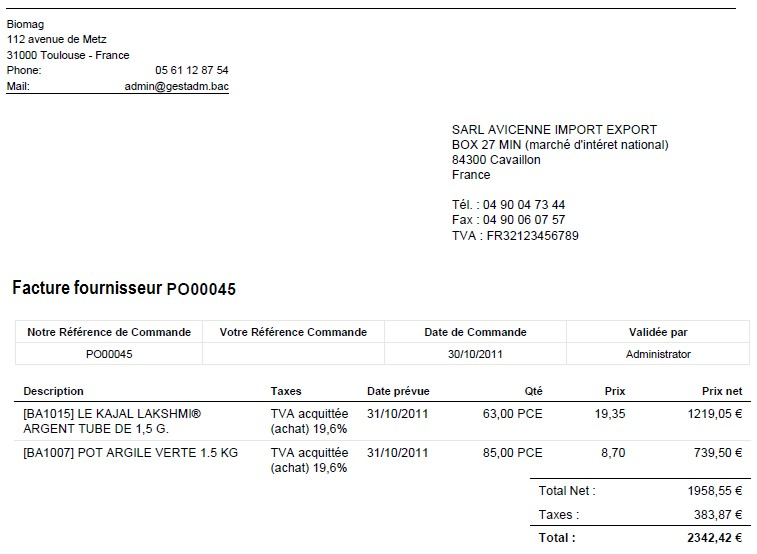 Biomag
112 avenue de Metz
31000 Toulouse - France
Phone: 05 61 12 87 54
Mail: admin@gestadm.bac
SARL AVICENNE IMPORT EXPORT
BOX 27 MIN (marché d'intéret national)
84300 Cavaillon
France
Tél. : 04 90 04 73 44
Fax : 04 90 06 07 57
TVA : FR32123456789
Facture fournisseur PO00045
Notre Référence de Commande Votre Référence Commande Date de Commande Validée par
PO00045 30/10/2011 Administrator
Description Taxes Date prévue Qté Prix Prix net
[BA1015] LE KAJAL LAKSHMI® TVA acquittée 31/10/2011 63,00 PCE 19,35 1219,05 €
ARGENT TUBE DE 1,5 G. (achat) 19,6%
[BA1007] POT ARGILE VERTE 1.5 KG TVA acquittée 31/10/2011 85,00 PCE 8,70 739,50 €
(achat) 19,6%
Total Net : 1958,55 €
Taxes : 383,87 €
Total : 2342,42 €